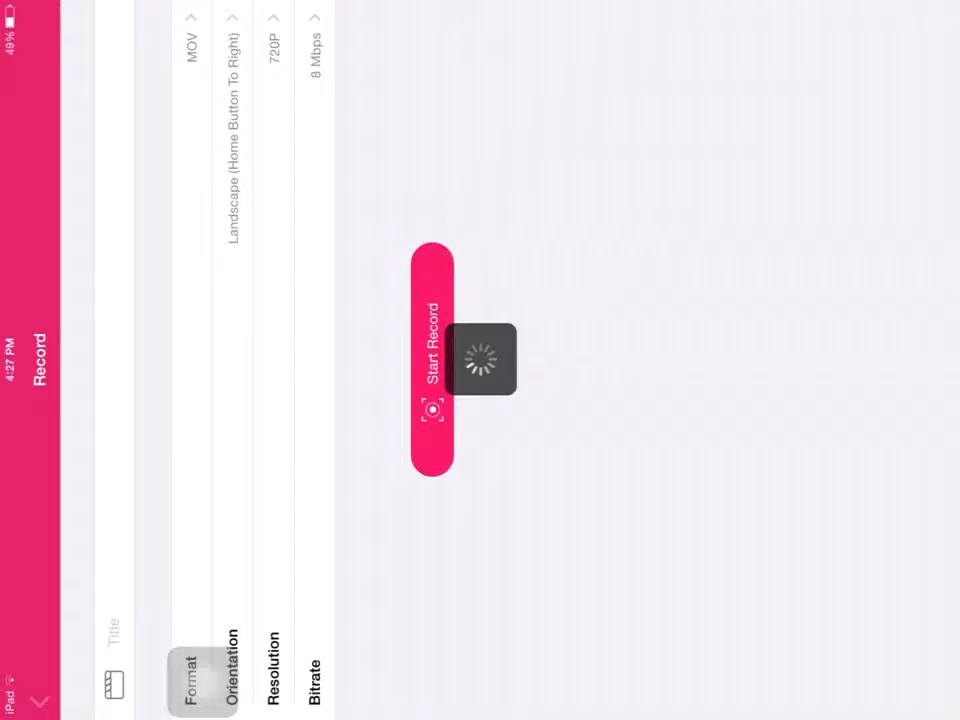 iPad 4:27 PM 49%
Record
Title
Format MOV
Orientation Landscape (Home Button To Right)
Resolution 720P
Bitrate 8 Mbps
Start Record